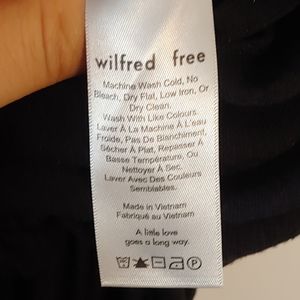 wilfred free
Machine Wash Cold, No
Bleach, Dry Flat, Low Iron, Or
Dry Clean.
Wash With Like Colours.
Laver À La Machine À L'eau
Froide, Pas De Blanchiment,
Sécher À Plat, Repasser À
Basse Température, Ou
Nettoyer À Sec.
Laver Avec Des Couleurs
Semblables.
Made in Vietnam
Fabriqué au Vietnam
A little love
goes a long way.